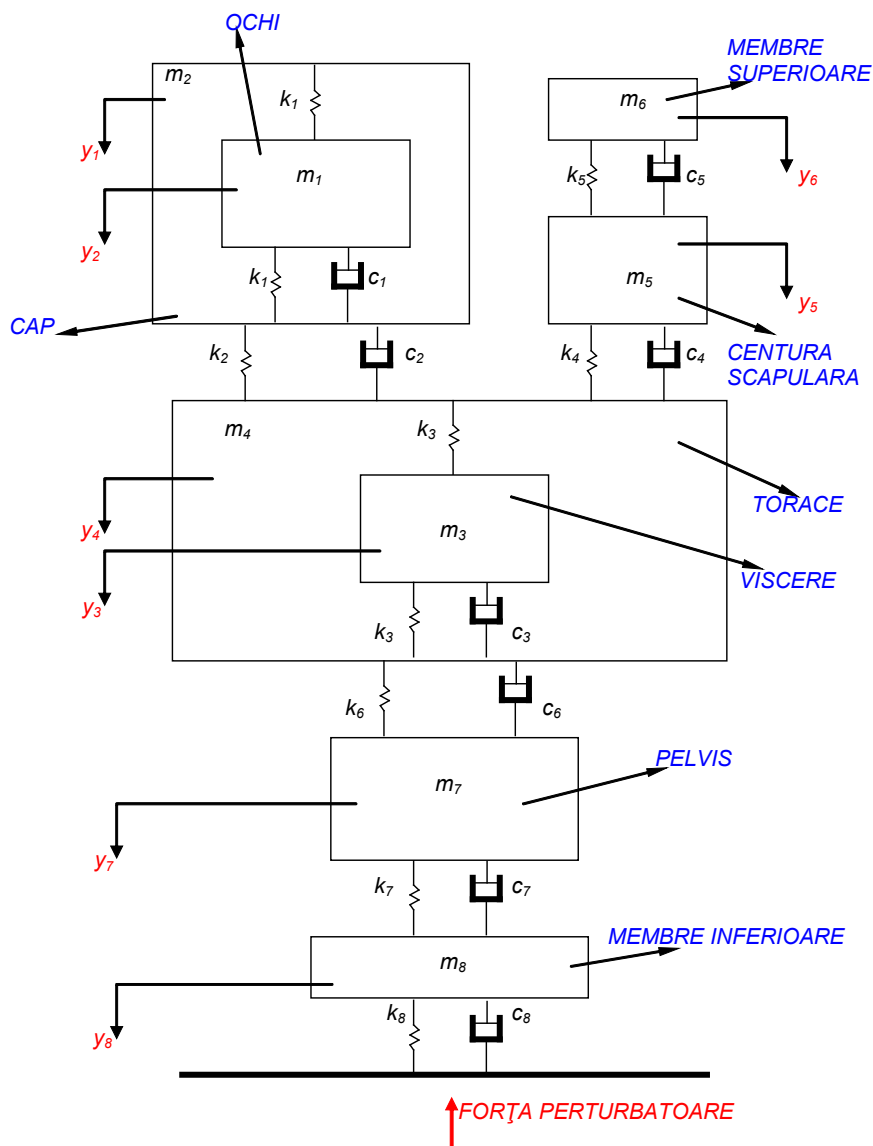 OCHI
MEMBRE
SUPERIOARE
m2
k1
m6
y1
m1
k5
c5
y6
y2
k1
c1
m5
y5
CAP
k2
c2
k4
c4
CENTURA
SCAPULARA
m4
k3
TORACE
y4
m3
y3
VISCERE
k3
c3
k6
c6
PELVIS
m7
y7
k7
c7
MEMBRE INFERIOARE
m8
k8
c8
y8
FORŢA PERTURBATOARE